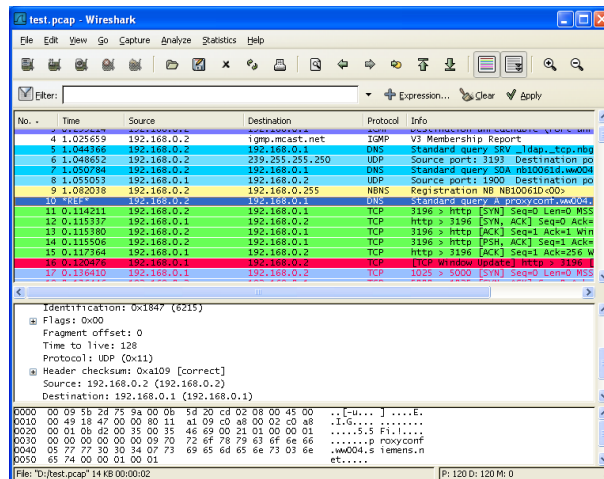 test.pcap - Wireshark
File Edit View Go Capture Analyze Statistics Help
Filter: Expression... Clear Apply
No. . Time Source Destination Protocol Info
4 1.025659 192.168.0.2 igmp.mcast.net IGMP V3 Membership Report
5 1.044366 192.168.0.2 192.168.0.1 DNS Standard query SRV _ldap._tcp.nbg
6 1.048652 192.168.0.2 239.255.255.250 UDP Source port: 3193 Destination po
7 1.050784 192.168.0.2 192.168.0.1 DNS Standard query SOA nb10061d.ww004
8 1.055053 192.168.0.1 192.168.0.2 UDP Source port: 1900 Destination po
9 1.082038 192.168.0.2 192.168.0.255 NBNS Registration NB NB10061D<00>
10 *REF* 192.168.0.2 192.168.0.1 DNS Standard query A proxyconf.ww004.
11 0.114211 192.168.0.2 192.168.0.1 TCP 3196 > http [SYN] Seq=0 Len=0 MSS
12 0.115337 192.168.0.1 192.168.0.2 TCP http > 3196 [SYN, ACK] Seq=0 Ack=
13 0.115380 192.168.0.2 192.168.0.1 TCP 3196 > http [ACK] Seq=1 Ack=1 Win
14 0.115506 192.168.0.2 192.168.0.1 TCP 3196 > http [PSH, ACK] Seq=1 Ack=
15 0.117364 192.168.0.1 192.168.0.2 TCP http > 3196 [ACK] Seq=1 Ack=256 W
16 0.120476 192.168.0.1 192.168.0.2 TCP [TCP Window Update] http > 3196 [
17 0.136410 192.168.0.1 192.168.0.2 TCP 1025 > 5000 [SYN] Seq=0 Len=0 MSS
Identification: 0x1847 (6215)
Flags: 0x00
Fragment offset: 0
Time to live: 128
Protocol: UDP (0x11)
Header checksum: 0xa109 [correct]
Source: 192.168.0.2 (192.168.0.2)
Destination: 192.168.0.1 (192.168.0.1)
0000 00 09 5b 2d 75 9a 00 0b 5d 20 cd 02 08 00 45 00 ..[-u... ] ....E.
0010 00 49 18 47 00 00 80 11 a1 09 c0 a8 00 02 c0 a8 .I.G.... ........
0020 00 01 0b d2 00 35 00 35 46 69 00 21 01 00 00 01 .....5.5 Fi.!....
0030 00 00 00 00 00 00 09 70 72 6f 78 79 63 6f 6e 66 .......p roxyconf
0040 05 77 77 30 30 34 07 73 69 65 6d 65 6e 73 03 6e .ww004.s iemens.n
0050 65 74 00 00 01 00 01 et.....
File: "D:/test.pcap" 14 KB 00:00:02 P: 120 D: 120 M: 0